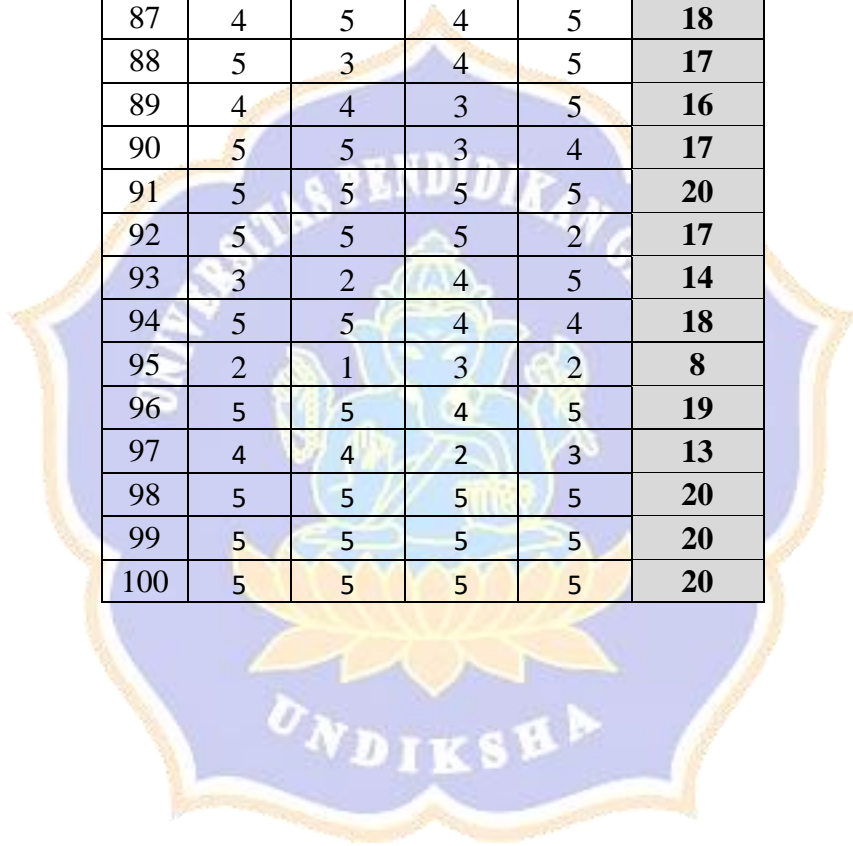 87 4 5 4 5 18
88 5 3 4 5 17
89 4 4 3 5 16
90 5 5 3 4 17
91 5 5 5 5 20
92 5 5 5 2 17
93 3 2 4 5 14
94 5 5 4 4 18
95 2 1 3 2 8
96 5 5 4 5 19
97 4 4 2 3 13
98 5 5 5 5 20
99 5 5 5 5 20
100 5 5 5 5 20
UNIVERSITAS PENDIDIKAN
UNDIKSHA